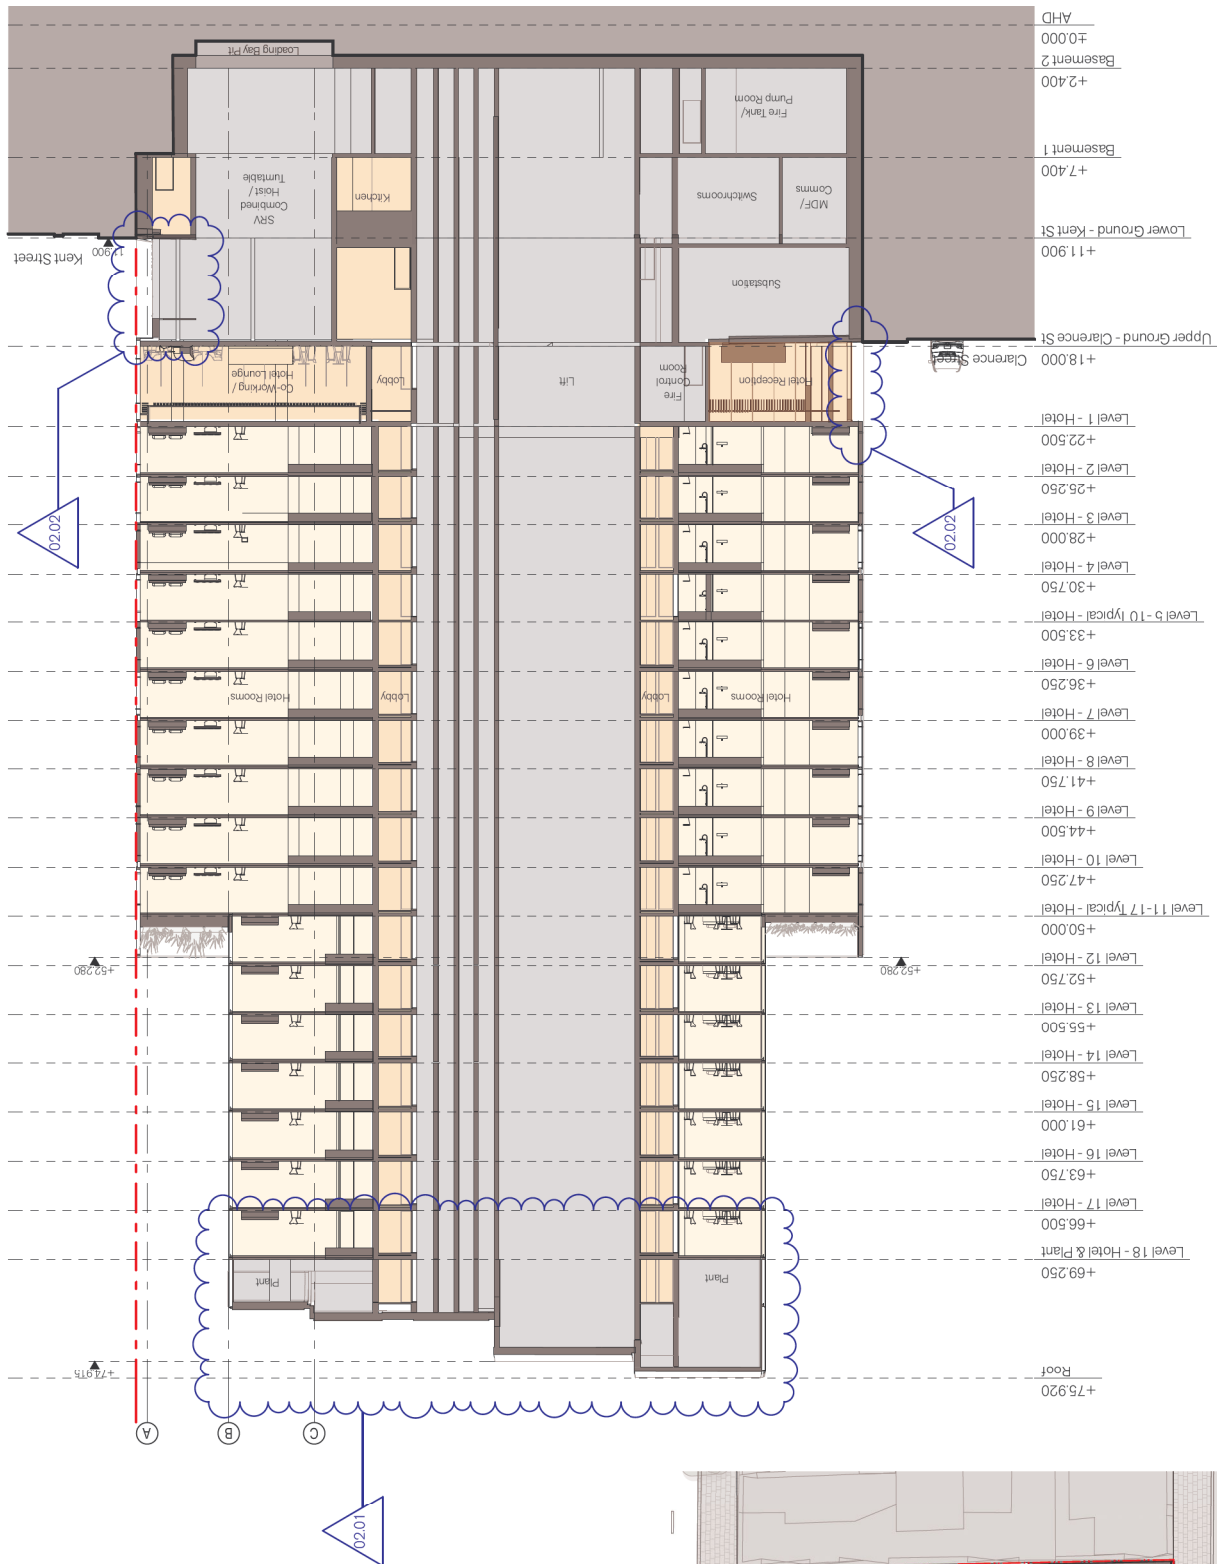 02.01
C
B
A
+75.920
Roof
+74.915
+69.250
Level 18 - Hotel & Plant
Plant
Plant
+66.500
Level 17 - Hotel
+63.750
Level 16 - Hotel
+61.000
Level 15 - Hotel
+58.250
Level 14 - Hotel
+55.500
Level 13 - Hotel
+52.750
Level 12 - Hotel
+52.280
+52.280
+50.000
Level -11-17 Typical - Hotel
+47.250
Level 10 - Hotel
+44.500
Level 9 - Hotel
+41.750
Level 8 - Hotel
+39.000
Level 7 - Hotel
Hotel Rooms
Lobby
Lobby
Hotel Rooms
+36.250
Level 6 - Hotel
+33.500
Level 5 -10 Typical - Hotel
+30.750
Level 4 - Hotel
+28.000
Level 3 - Hotel
02.02
02.02
+25.250
Level 2 - Hotel
+22.500
Level 1 - Hotel
Hotel Reception
Fire
Control
Room
Lift
Lobby
Co-Working /
Hotel Lounge
+18.000
Upper Ground - Clarence St
Clarence Street
Substation
+11.900
Lower Ground - Kent St
11.900
Kent Street
MDF/
Comms
Switchrooms
Kitchen
SRV
Combined
Hoist /
Turntable
+7.400
Basement 1
Fire Tank/
Pump Room
+2.400
Basement 2
Loading Bay Pit
±0.000
AHD